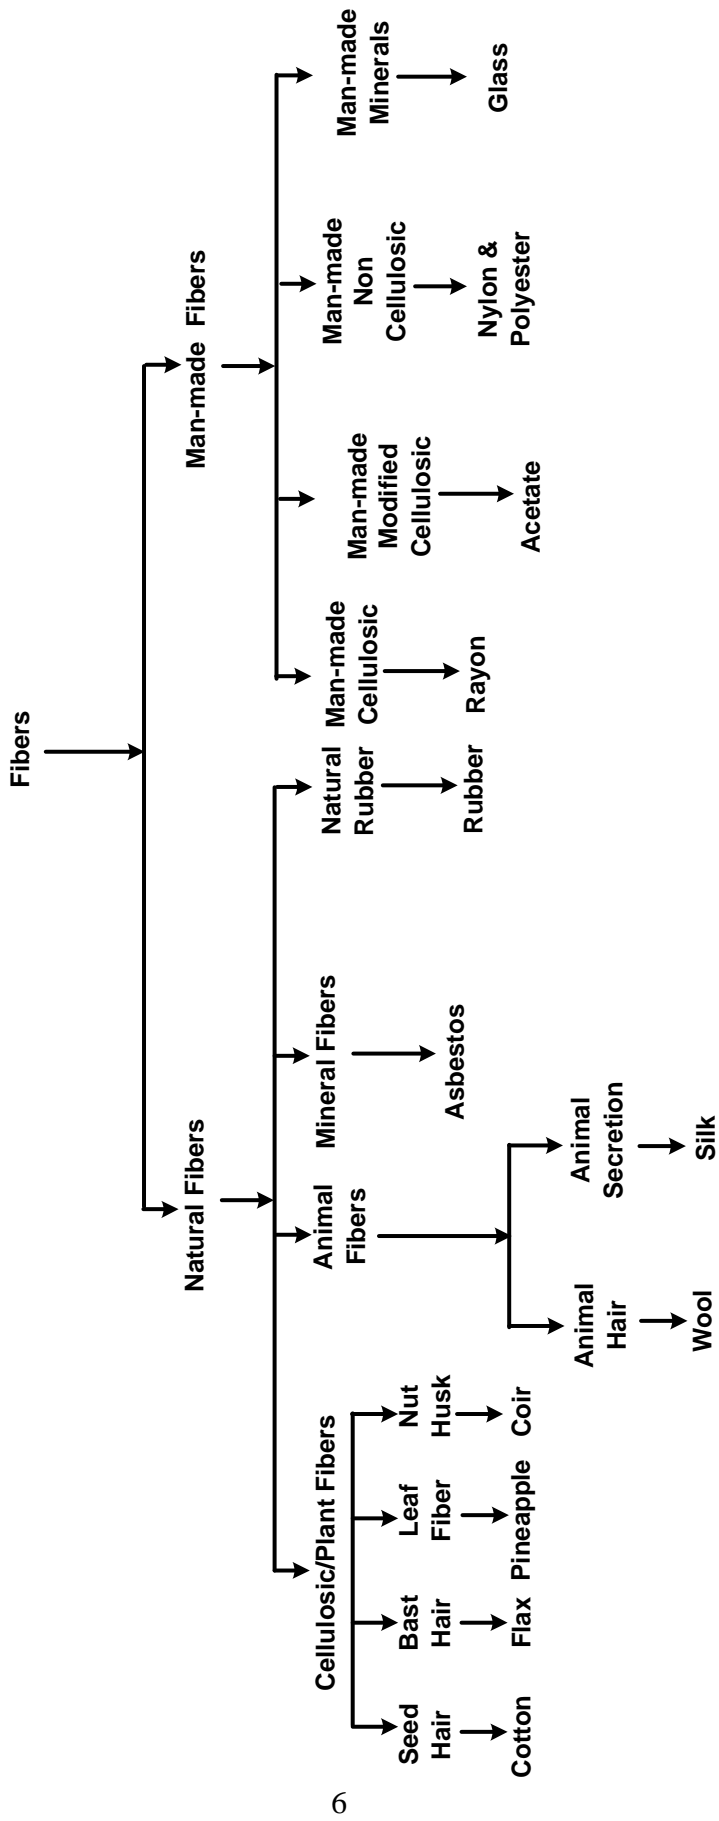 Fibers
Natural Fibers
Man-made Fibers
Cellulosic/Plant Fibers
Animal
Fibers
Mineral Fibers
Natural
Rubber
Man-made
Cellulosic
Man-made
Modified
Cellulosic
Man-made
Non
Cellulosic
Man-made
Minerals
Seed
Hair
Bast
Hair
Leaf
Fiber
Nut
Husk
Asbestos
Rubber
Rayon
Acetate
Nylon &
Polyester
Glass
Cotton
Flax
Pineapple
Coir
Animal
Hair
Animal
Secretion
Wool
Silk
6